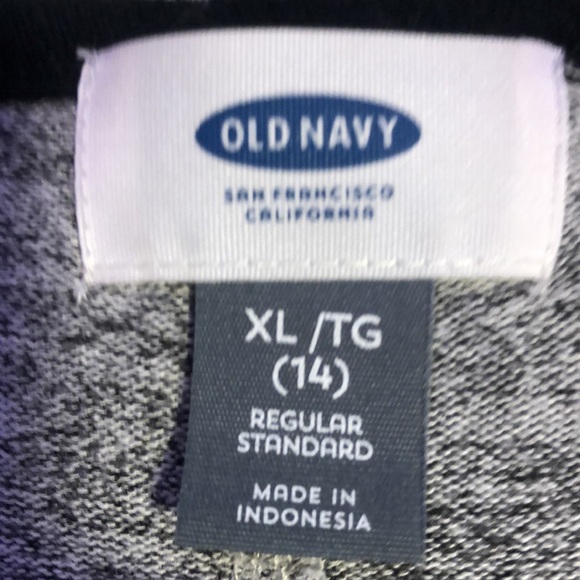 OLD NAVY
SAN FRANCISCO
CALIFORNIA
XL /TG
(14)
REGULAR
STANDARD
MADE IN
INDONESIA